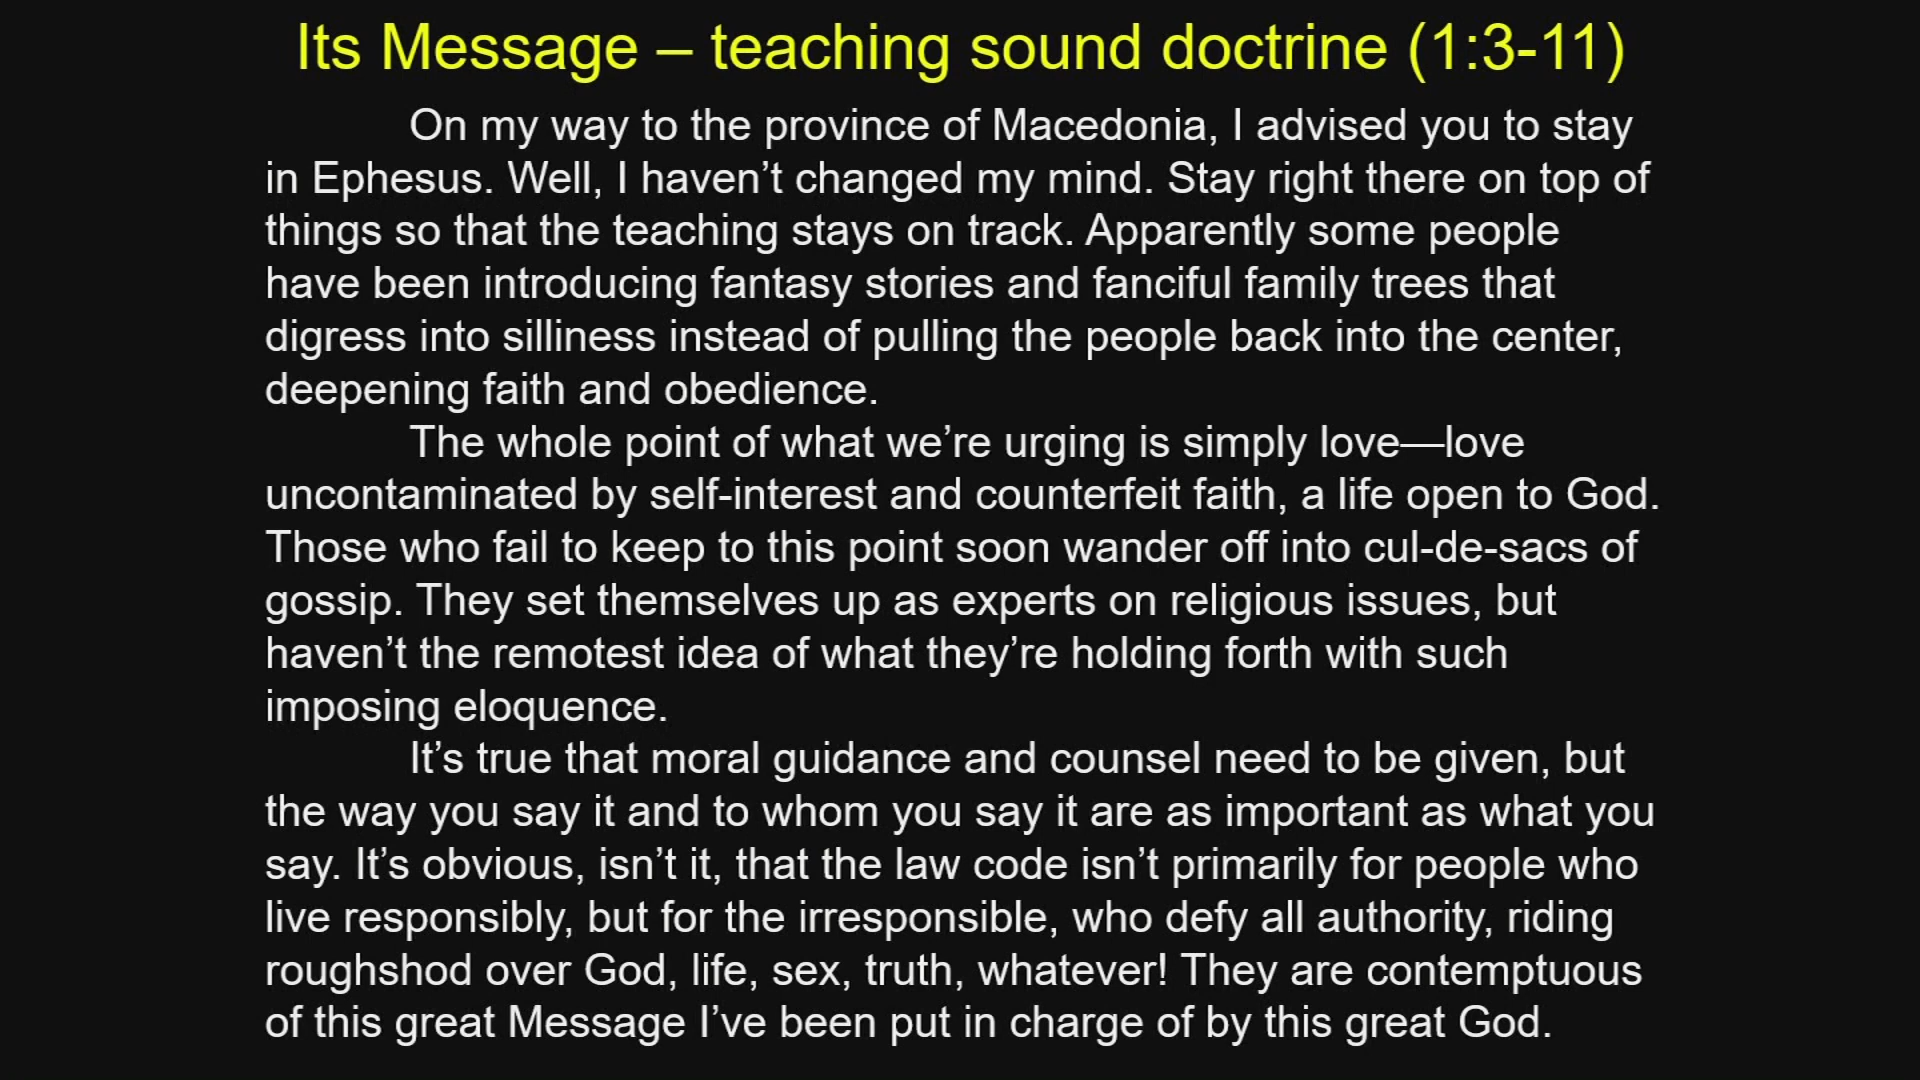 Its Message – teaching sound doctrine (1:3-11)
On my way to the province of Macedonia, I advised you to stay
in Ephesus. Well, I haven’t changed my mind. Stay right there on top of
things so that the teaching stays on track. Apparently some people
have been introducing fantasy stories and fanciful family trees that
digress into silliness instead of pulling the people back into the center,
deepening faith and obedience.
The whole point of what we’re urging is simply love—love
uncontaminated by self-interest and counterfeit faith, a life open to God.
Those who fail to keep to this point soon wander off into cul-de-sacs of
gossip. They set themselves up as experts on religious issues, but
haven’t the remotest idea of what they’re holding forth with such
imposing eloquence.
It’s true that moral guidance and counsel need to be given, but
the way you say it and to whom you say it are as important as what you
say. It’s obvious, isn’t it, that the law code isn’t primarily for people who
live responsibly, but for the irresponsible, who defy all authority, riding
roughshod over God, life, sex, truth, whatever! They are contemptuous
of this great Message I’ve been put in charge of by this great God.